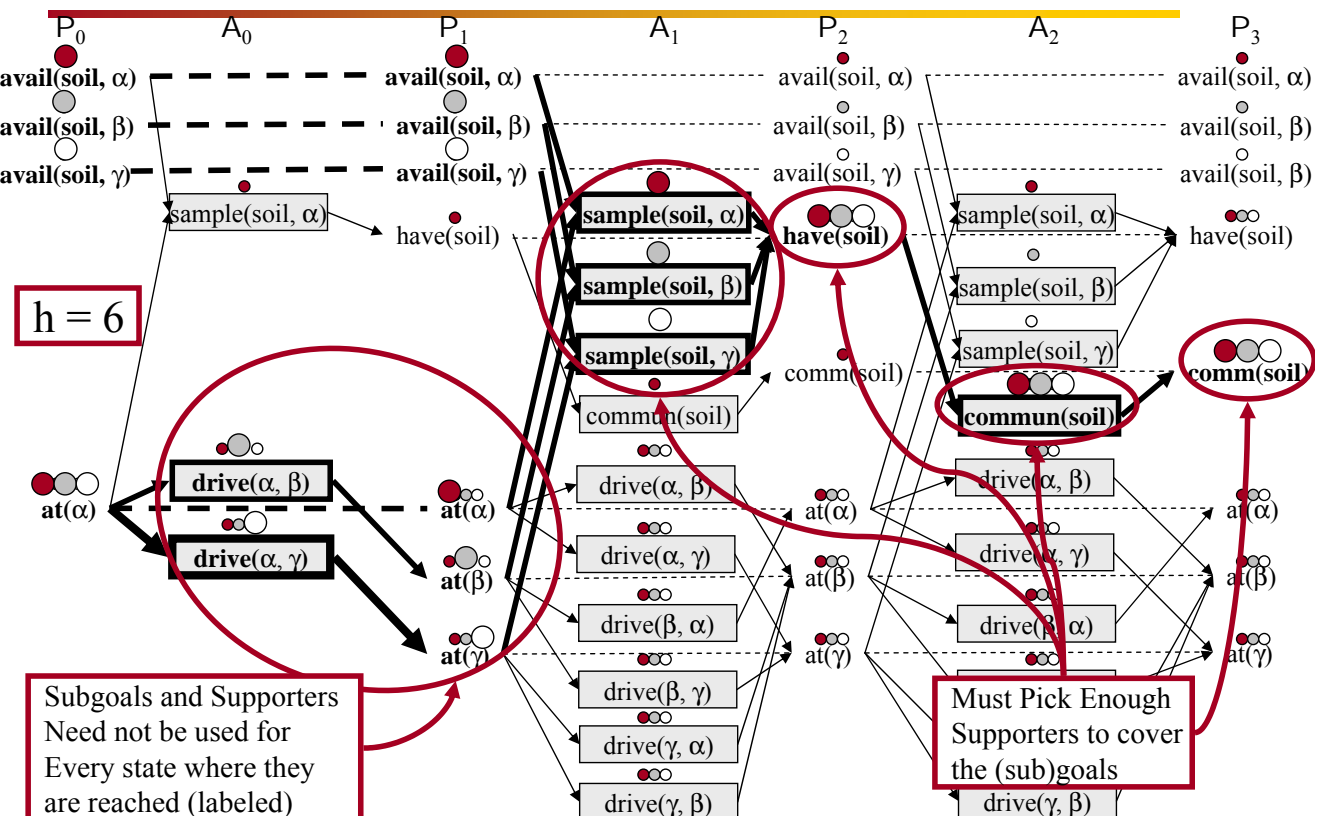 P0 A0 P1 A1 P2 A2 P3
avail(soil, α) avail(soil, α) avail(soil, α) avail(soil, α)
avail(soil, β) avail(soil, β) avail(soil, β) avail(soil, β)
avail(soil, γ) avail(soil, γ) avail(soil, γ) avail(soil, β)
sample(soil, α) sample(soil, α) sample(soil, α)
have(soil) have(soil) have(soil)
sample(soil, β) sample(soil, β)
h = 6
sample(soil, γ) sample(soil, γ)
comm(soil) comm(soil)
commun(soil) commun(soil)
drive(α, β) drive(α, β) drive(α, β)
at(α) at(α) at(α) at(α)
drive(α, γ) drive(α, γ) drive(α, γ)
at(β) at(β) at(β)
drive(β, α) drive(β, α)
at(γ) at(γ) at(γ)
drive(β, γ)
drive(γ, α)
drive(γ, β) drive(γ, β)
Subgoals and Supporters
Need not be used for
Every state where they
are reached (labeled)
Must Pick Enough
Supporters to cover
the (sub)goals